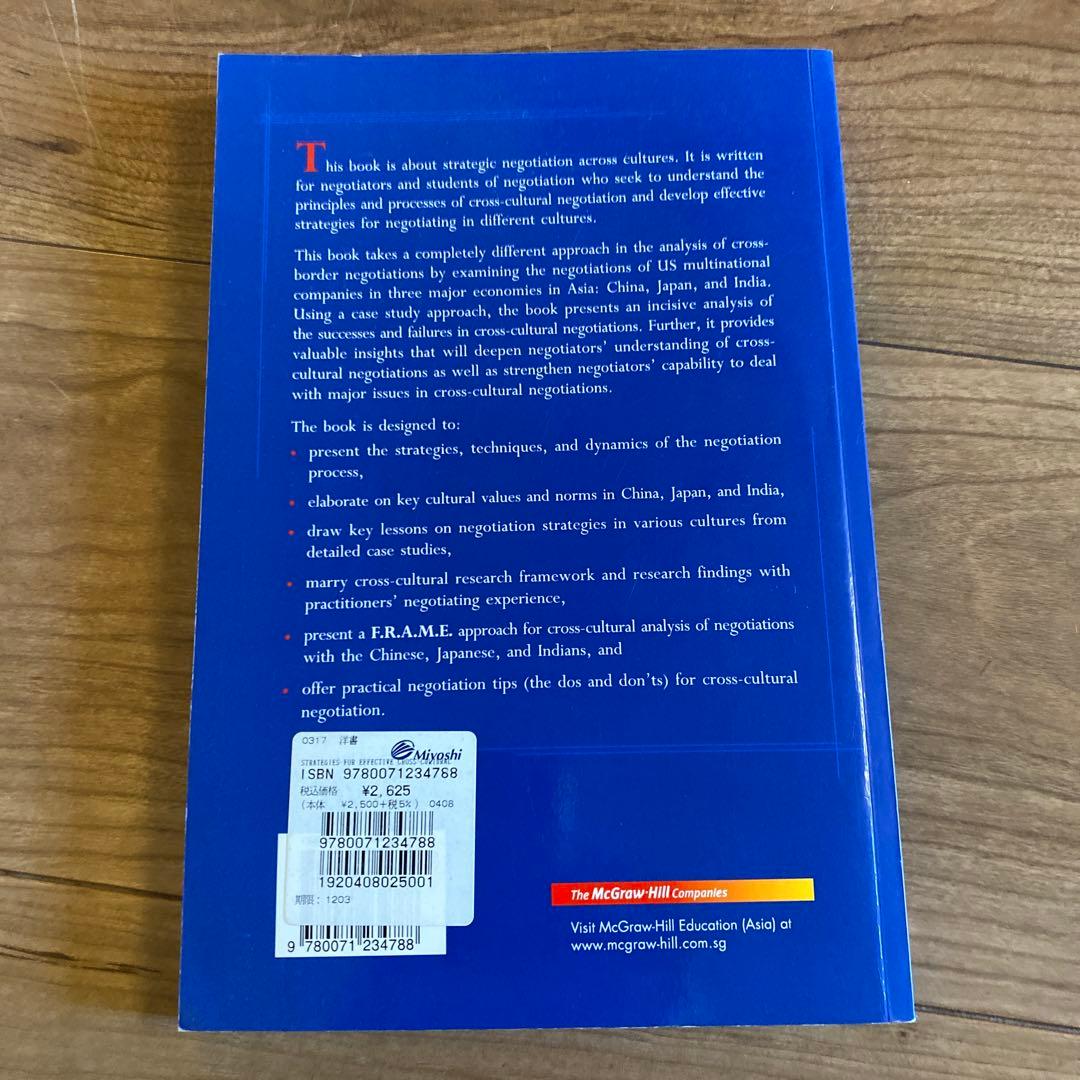 This book is about strategic negotiation across cultures. It is written
for negotiators and students of negotiation who seek to understand the
principles and processes of cross-cultural negotiation and develop effective
strategies for negotiating in different cultures.
This book takes a completely different approach in the analysis of cross-
border negotiations by examining the negotiations of US multinational
companies in three major economies in Asia: China, Japan, and India.
Using a case study approach, the book presents an incisive analysis of
the successes and failures in cross-cultural negotiations. Further, it provides
valuable insights that will deepen negotiators' understanding of cross-
cultural negotiations as well as strengthen negotiators' capability to deal
with major issues in cross-cultural negotiations.
The book is designed to:
• present the strategies, techniques, and dynamics of the negotiation
process,
• elaborate on key cultural values and norms in China, Japan, and India,
• draw key lessons on negotiation strategies in various cultures from
detailed case studies,
• marry cross-cultural research framework and research findings with
practitioners' negotiating experience,
• present a F.R.A.M.E. approach for cross-cultural analysis of negotiations
with the Chinese, Japanese, and Indians, and
• offer practical negotiation tips (the dos and don'ts) for cross-cultural
negotiation.
0317 洋書
Miyoshi
STRATEGIES FOR EFFECTIVE CROSS-CULTURAL
ISBN 9780071234788
税込価格 ¥2,625
(本体 ¥2,500+税5%) 0408
9780071234788
1920408025001
期限: 1203
9 780071 234788
The McGraw·Hill Companies
Visit McGraw-Hill Education (Asia) at
www.mcgraw-hill.com.sg